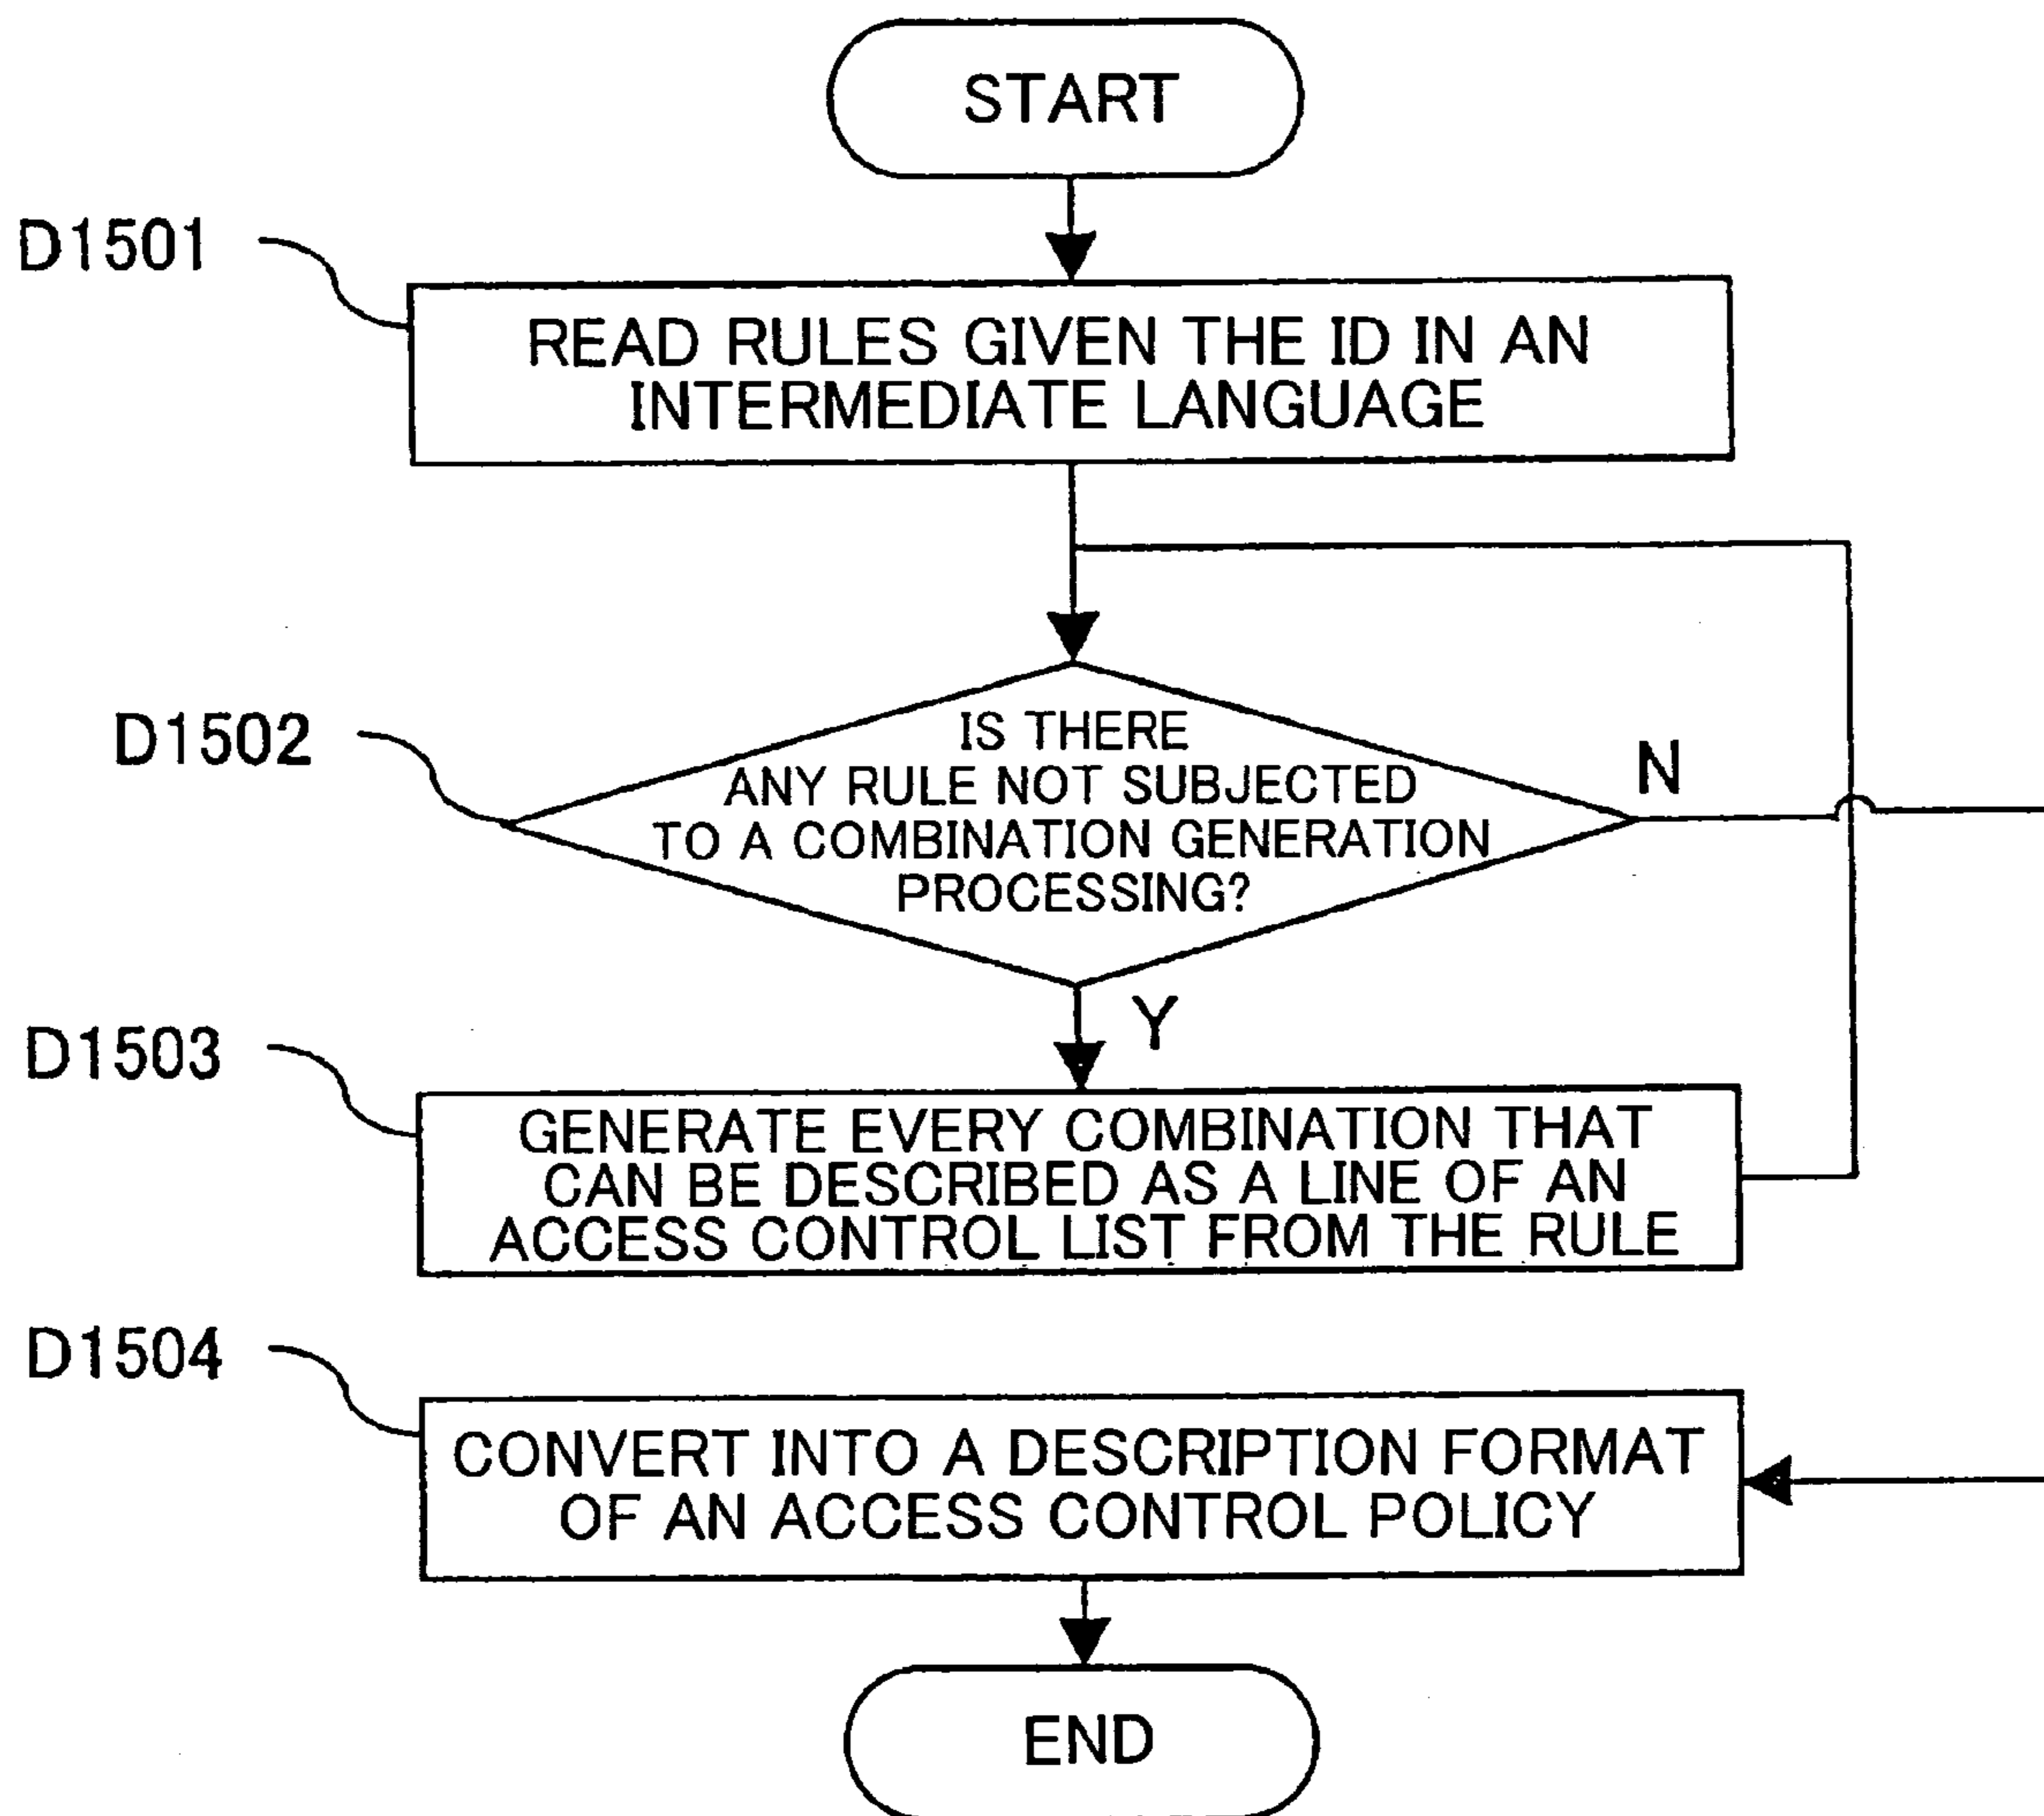 START
D1501
READ RULES GIVEN THE ID IN AN
INTERMEDIATE LANGUAGE
D1502
IS THERE
ANY RULE NOT SUBJECTED
TO A COMBINATION GENERATION
PROCESSING?
N
Y
D1503
GENERATE EVERY COMBINATION THAT
CAN BE DESCRIBED AS A LINE OF AN
ACCESS CONTROL LIST FROM THE RULE
D1504
CONVERT INTO A DESCRIPTION FORMAT
OF AN ACCESS CONTROL POLICY
END